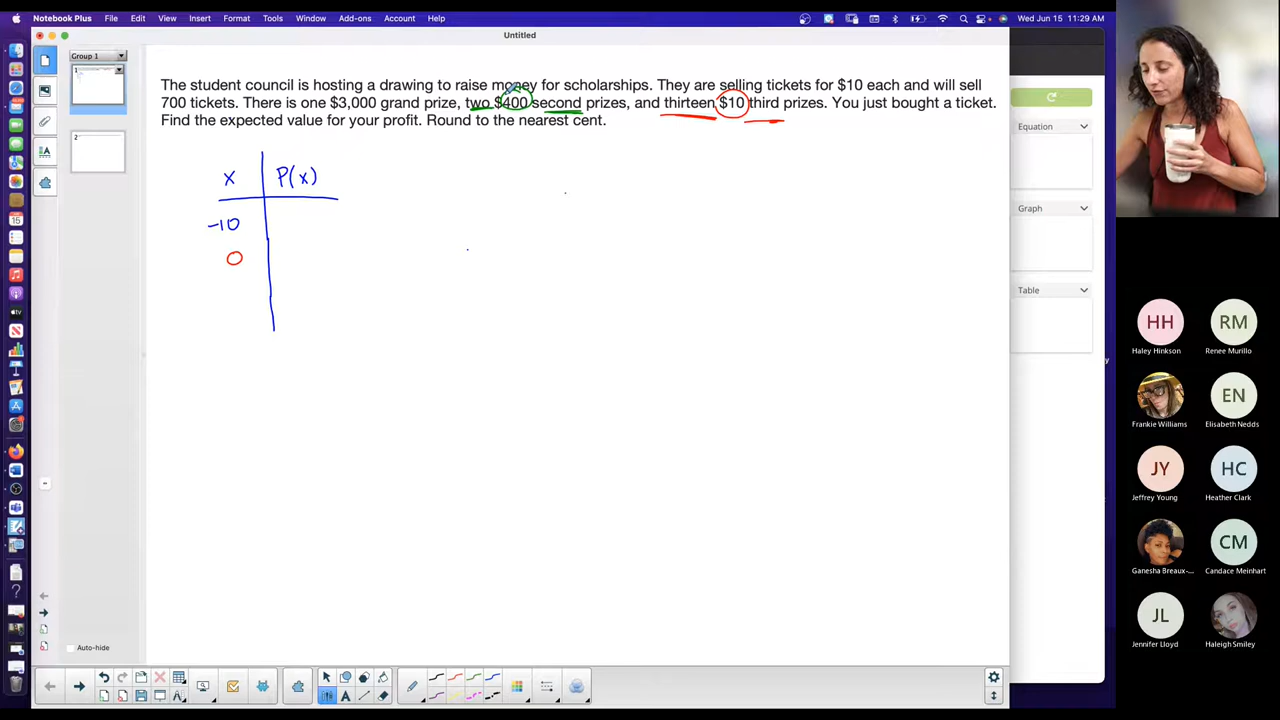 Notebook Plus File Edit View Insert Format Tools Window Add-ons Account Help Wed Jun 15 11:29 AM
Untitled
Group 1
1
2
The student council is hosting a drawing to raise money for scholarships. They are selling tickets for $10 each and will sell
700 tickets. There is one $3,000 grand prize, two $400 second prizes, and thirteen $10 third prizes. You just bought a ticket.
Find the expected value for your profit. Round to the nearest cent.
x P(x)
-10
0
Equation
Graph
Table
HH
Haley Hinkson
RM
Renee Murillo
Frankie Williams
EN
Elisabeth Nedds
JY
Jeffrey Young
HC
Heather Clark
Ganesha Breaux-...
CM
Candace Meinhart
JL
Jennifer Lloyd
Haleigh Smiley
Auto-hide